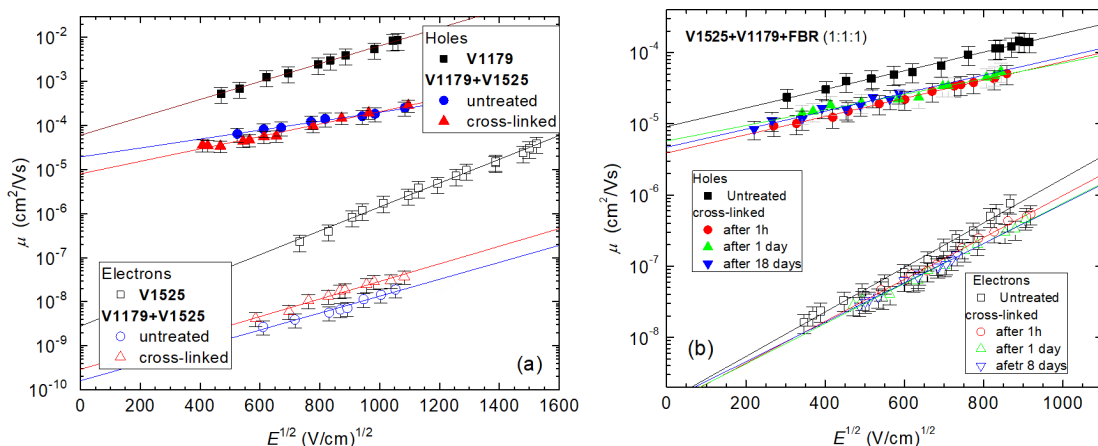 10-2
10-3
10-4
10-5
10-6
10-7
10-8
10-9
10-10
μ (cm2/Vs)
Holes
V1179
V1179+V1525
untreated
cross-linked
Electrons
V1525
V1179+V1525
untreated
cross-linked
(a)
0 200 400 600 800 1000 1200 1400 1600
E1/2 (V/cm)1/2
V1525+V1179+FBR (1:1:1)
10-3
10-4
10-5
10-6
10-7
10-8
μ (cm2/Vs)
Holes
Untreated
cross-linked
after 1h
after 1 day
after 18 days
Electrons
Untreated
cross-linked
after 1h
after 1 day
afetr 8 days
(b)
0 200 400 600 800 1000
E1/2 (V/cm)1/2